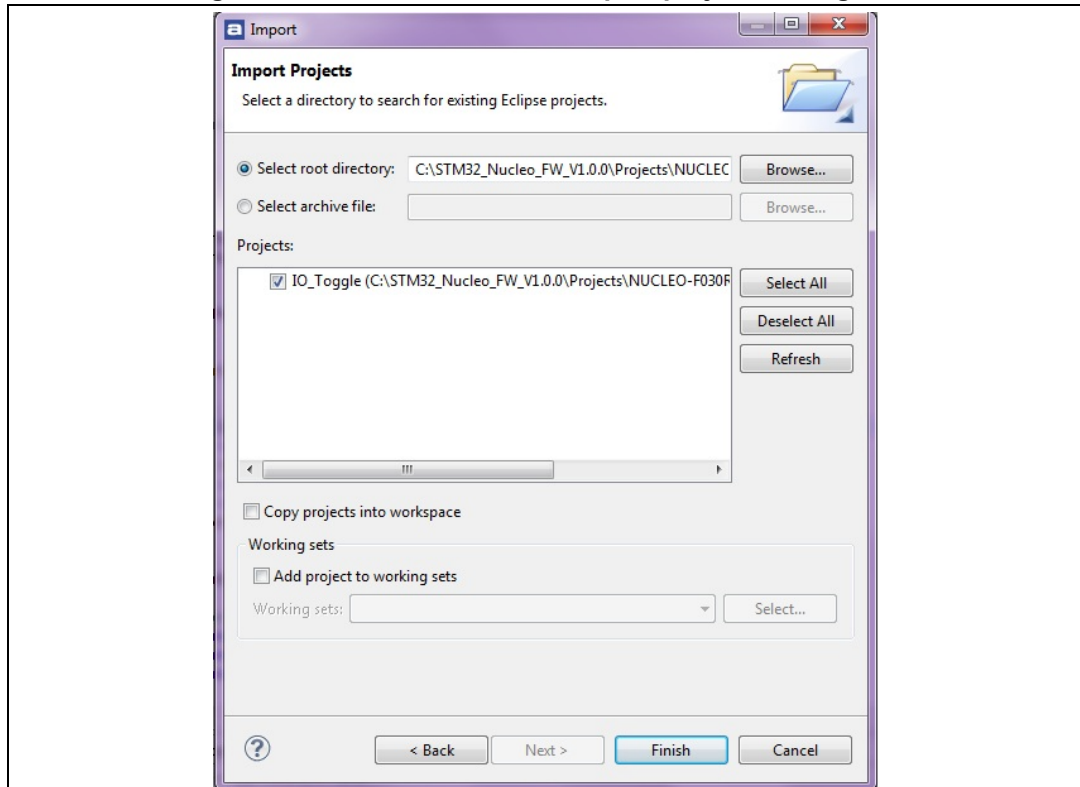 Import
Import Projects
Select a directory to search for existing Eclipse projects.
Select root directory: C:\STM32_Nucleo_FW_V1.0.0\Projects\NUCLEC Browse...
Select archive file: Browse...
Projects:
IO_Toggle (C:\STM32_Nucleo_FW_V1.0.0\Projects\NUCLEO-F030R
Select All
Deselect All
Refresh
Copy projects into workspace
Working sets
Add project to working sets
Working sets: Select...
< Back Next > Finish Cancel